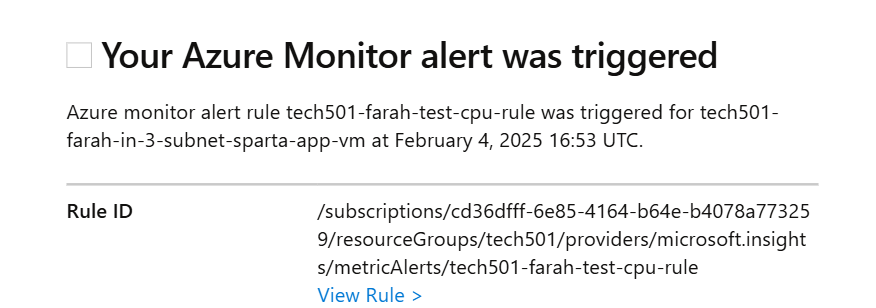 Your Azure Monitor alert was triggered
Azure monitor alert rule tech501-farah-test-cpu-rule was triggered for tech501-
farah-in-3-subnet-sparta-app-vm at February 4, 2025 16:53 UTC.
Rule ID
/subscriptions/cd36dfff-6e85-4164-b64e-b4078a77325
9/resourceGroups/tech501/providers/microsoft.insight
s/metricAlerts/tech501-farah-test-cpu-rule
View Rule >